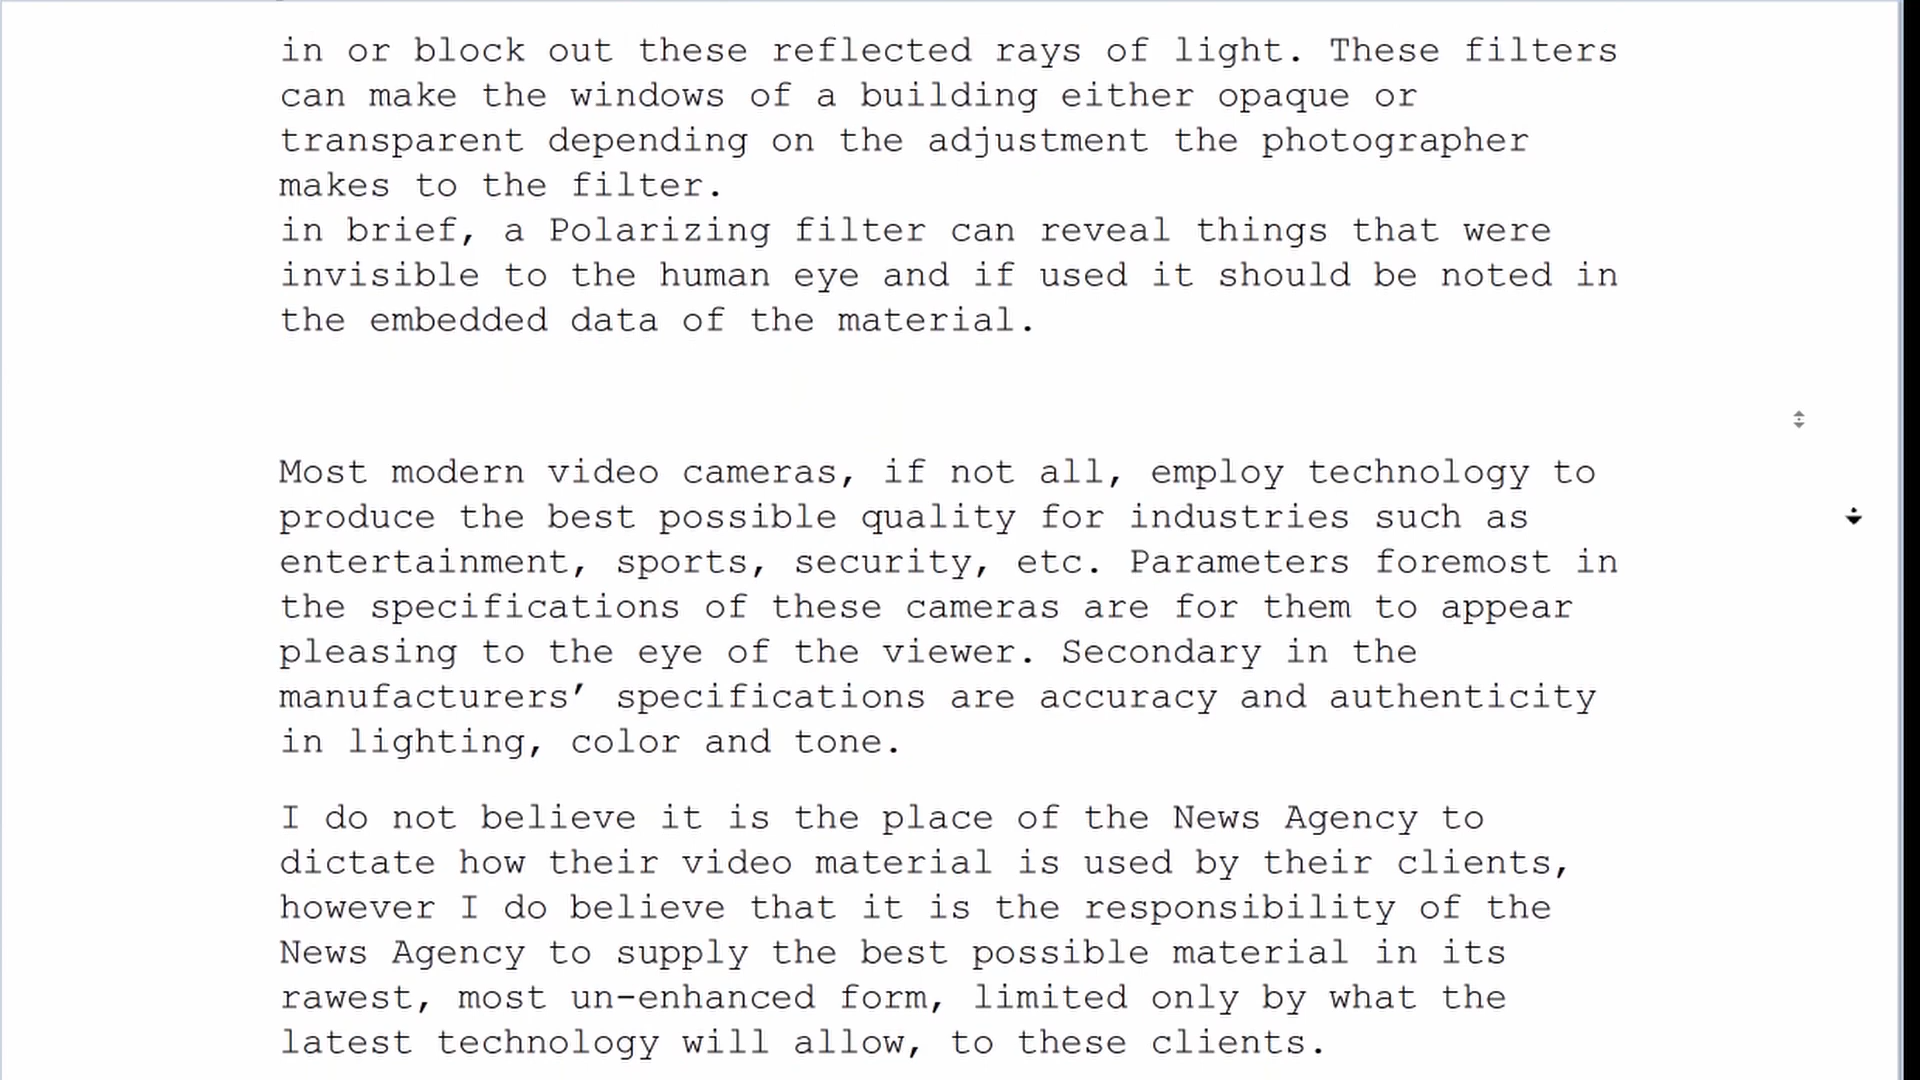 in or block out these reflected rays of light. These filters
can make the windows of a building either opaque or
transparent depending on the adjustment the photographer
makes to the filter.
in brief, a Polarizing filter can reveal things that were
invisible to the human eye and if used it should be noted in
the embedded data of the material.
Most modern video cameras, if not all, employ technology to
produce the best possible quality for industries such as
entertainment, sports, security, etc. Parameters foremost in
the specifications of these cameras are for them to appear
pleasing to the eye of the viewer. Secondary in the
manufacturers’ specifications are accuracy and authenticity
in lighting, color and tone.
I do not believe it is the place of the News Agency to
dictate how their video material is used by their clients,
however I do believe that it is the responsibility of the
News Agency to supply the best possible material in its
rawest, most un-enhanced form, limited only by what the
latest technology will allow, to these clients.